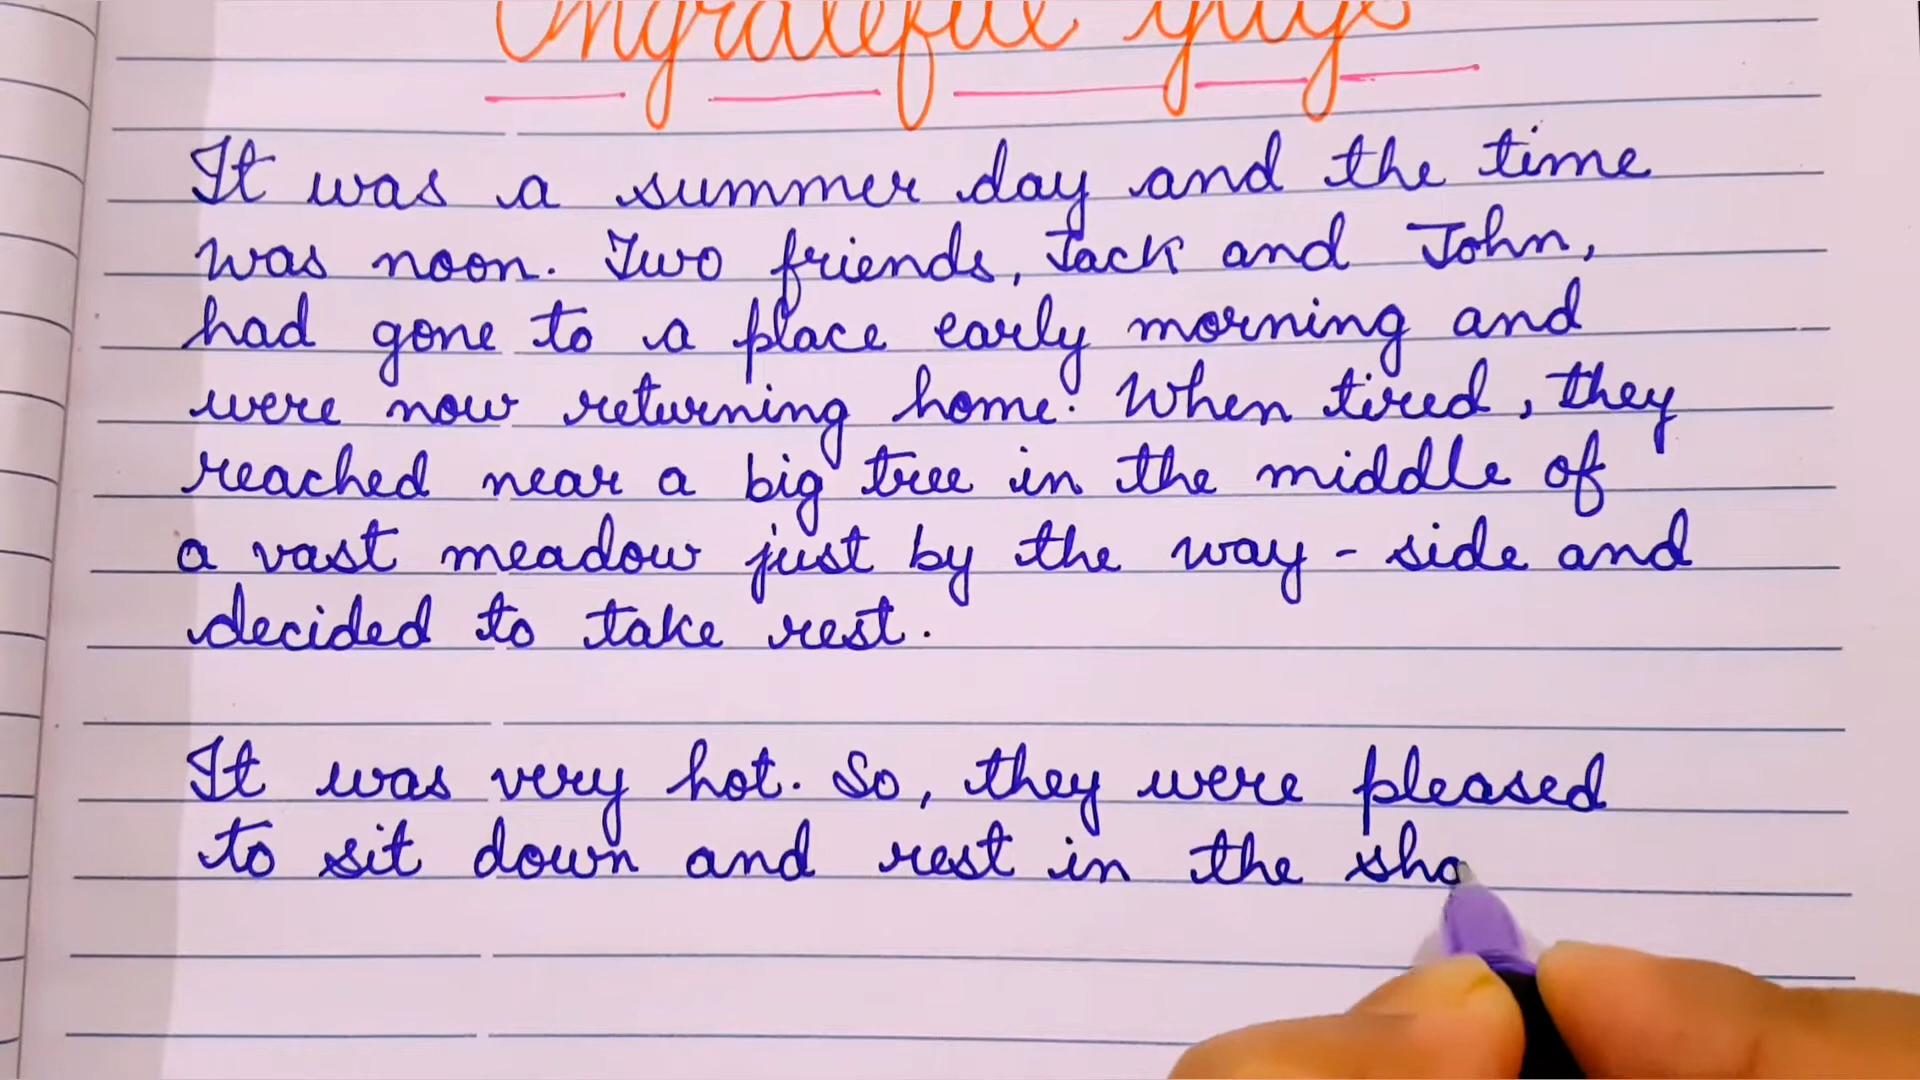 Ungrateful guys
It was a summer day and the time
was noon. Two friends, Jack and John,
had gone to a place early morning and
were now returning home. When tired, they
reached near a big tree in the middle of
a vast meadow just by the way - side and
decided to take rest.
It was very hot. So, they were pleased
to sit down and rest in the sha